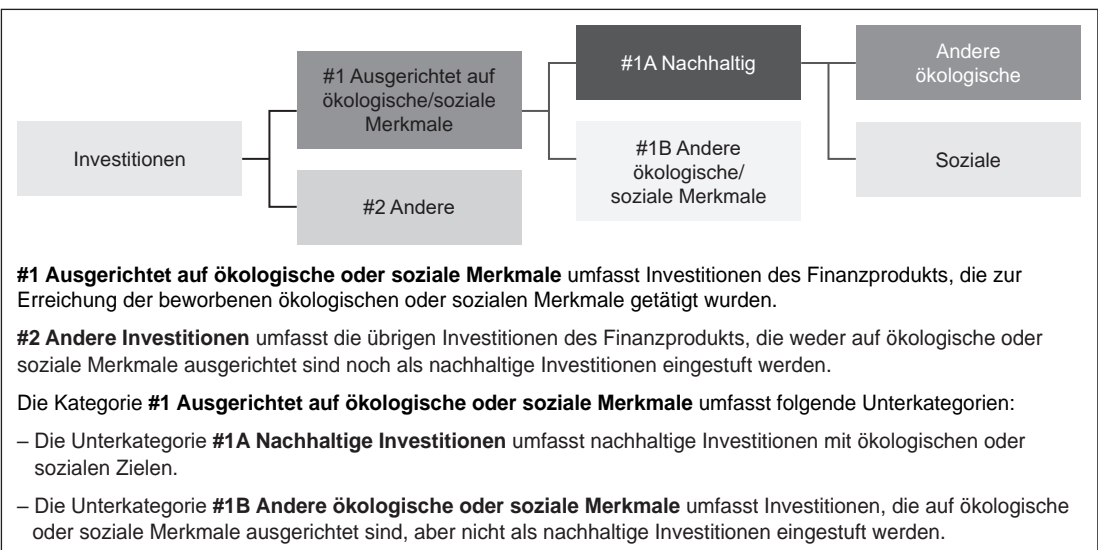 Investitionen
#1 Ausgerichtet auf
ökologische/soziale
Merkmale
#2 Andere
#1A Nachhaltig
#1B Andere
ökologische/
soziale Merkmale
Andere
ökologische
Soziale
#1 Ausgerichtet auf ökologische oder soziale Merkmale umfasst Investitionen des Finanzprodukts, die zur
Erreichung der beworbenen ökologischen oder sozialen Merkmale getätigt wurden.
#2 Andere Investitionen umfasst die übrigen Investitionen des Finanzprodukts, die weder auf ökologische oder
soziale Merkmale ausgerichtet sind noch als nachhaltige Investitionen eingestuft werden.
Die Kategorie #1 Ausgerichtet auf ökologische oder soziale Merkmale umfasst folgende Unterkategorien:
– Die Unterkategorie #1A Nachhaltige Investitionen umfasst nachhaltige Investitionen mit ökologischen oder
sozialen Zielen.
– Die Unterkategorie #1B Andere ökologische oder soziale Merkmale umfasst Investitionen, die auf ökologische
oder soziale Merkmale ausgerichtet sind, aber nicht als nachhaltige Investitionen eingestuft werden.